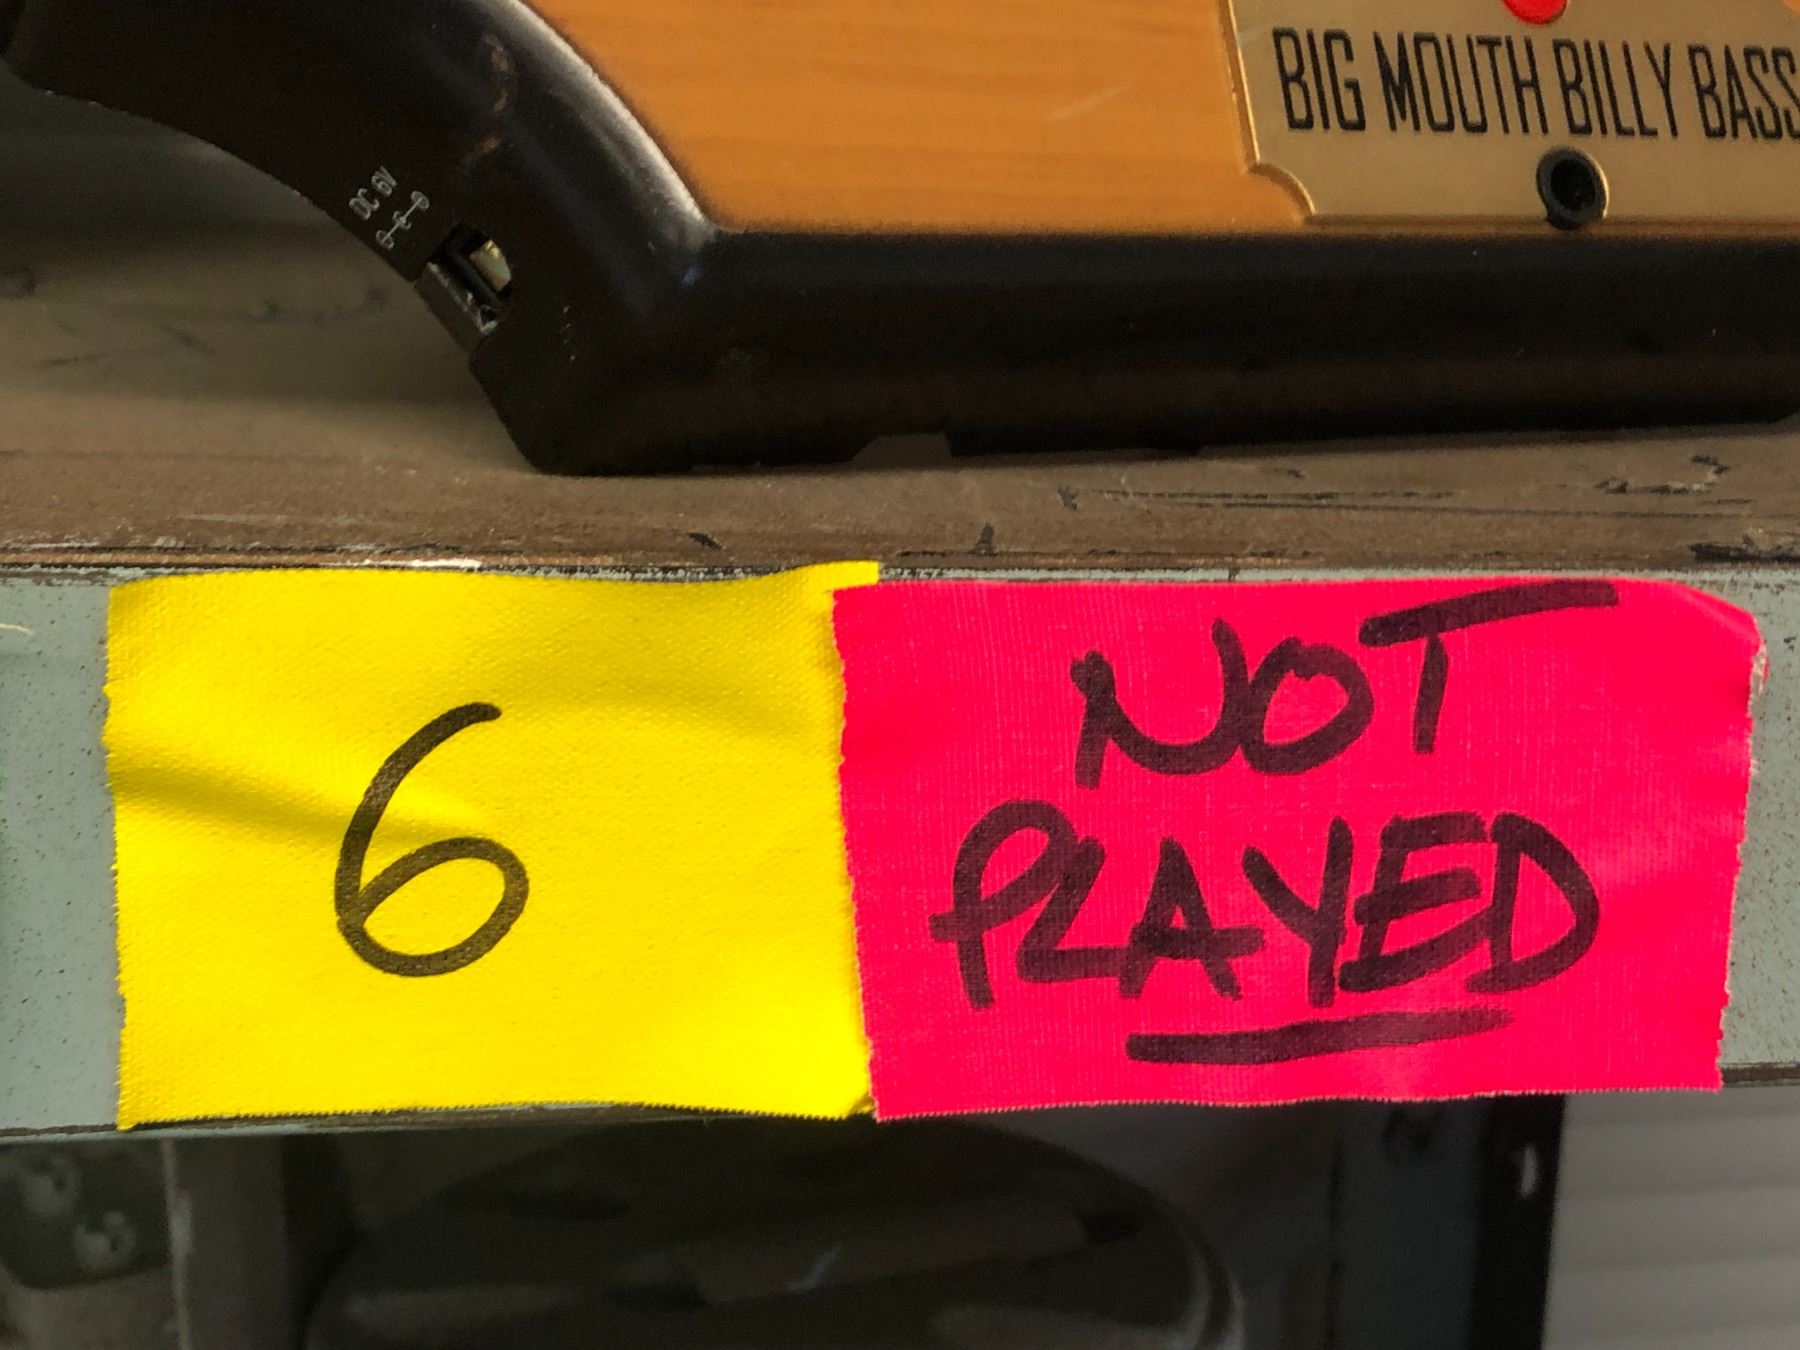 BIG MOUTH BILLY BASS
DC 6V
6
NOT
PLAYED